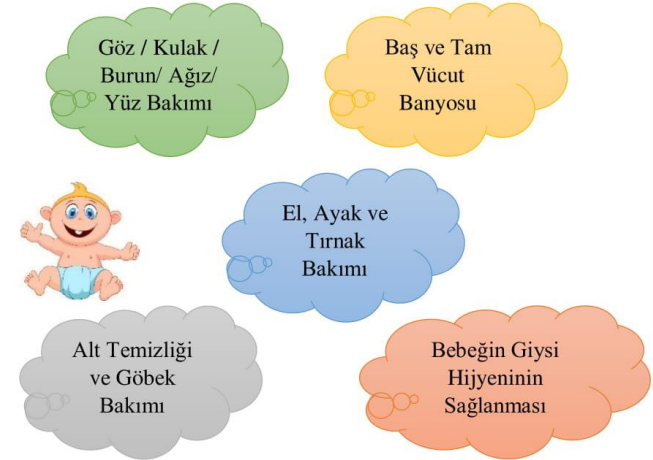 Göz / Kulak /
Burun/ Ağız/
Yüz Bakımı
Baş ve Tam
Vücut
Banyosu
El, Ayak ve
Tırnak
Bakımı
Alt Temizliği
ve Göbek
Bakımı
Bebeğin Giysi
Hijyeninin
Sağlanması